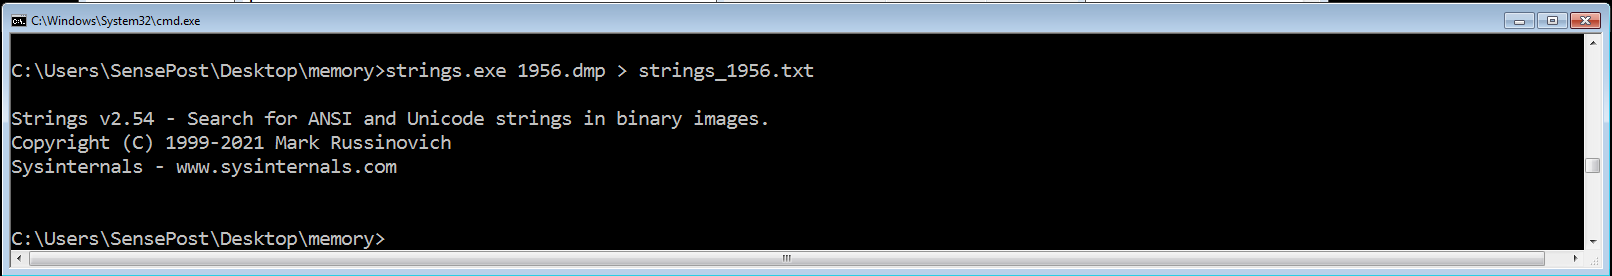 C:\Windows\System32\cmd.exe
C:\Users\SensePost\Desktop\memory>strings.exe 1956.dmp > strings_1956.txt
Strings v2.54 - Search for ANSI and Unicode strings in binary images.
Copyright (C) 1999-2021 Mark Russinovich
Sysinternals - www.sysinternals.com
C:\Users\SensePost\Desktop\memory>